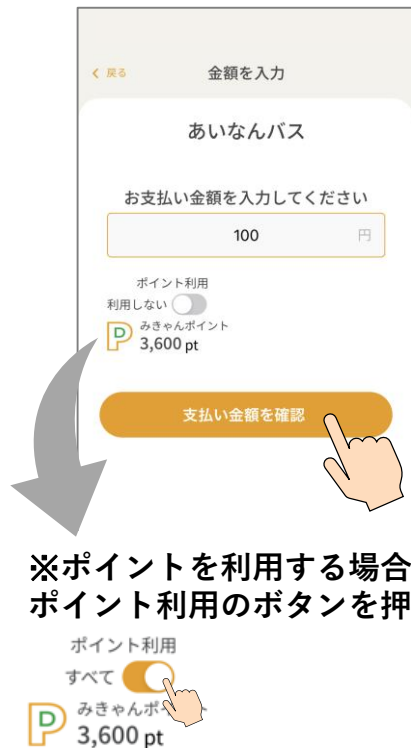 戻る 金額を入力
あいなんバス
お支払い金額を入力してください
100 円
ポイント利用
利用しない
みきゃんポイント
3,600 pt
支払い金額を確認
※ポイントを利用する場合
ポイント利用のボタンを押
ポイント利用
すべて
みきゃんポ
3,600 pt